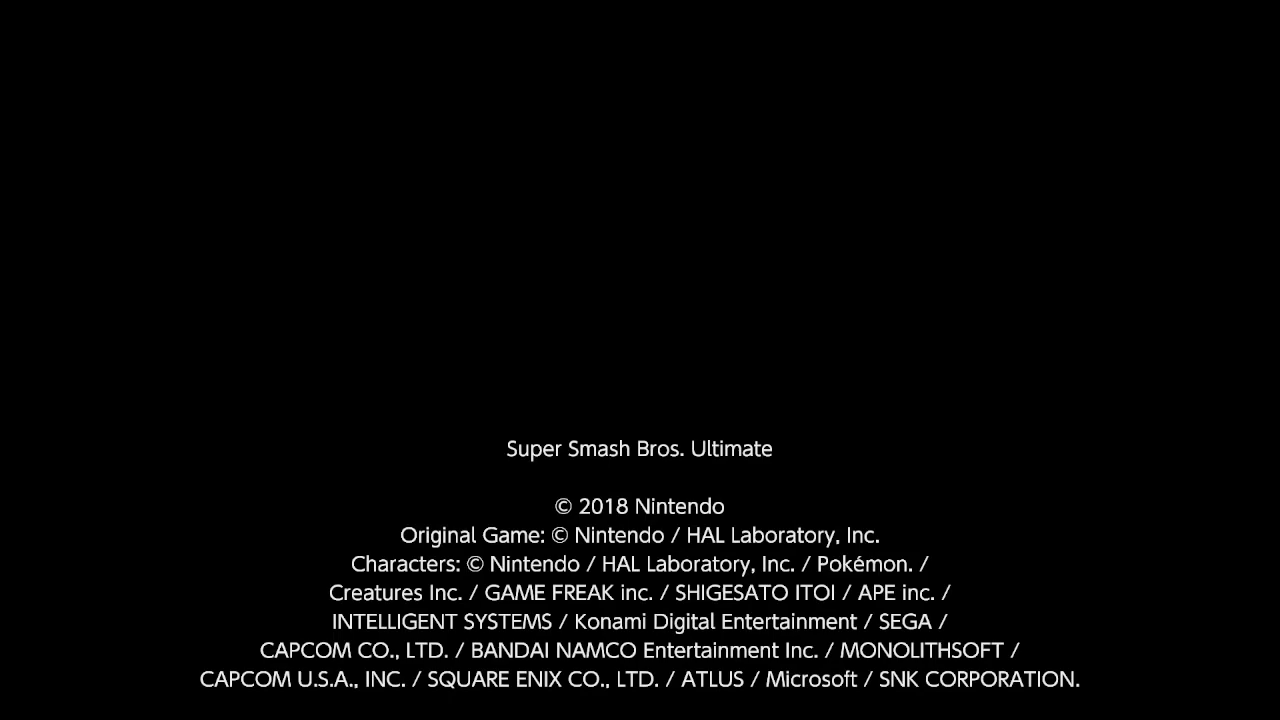 Super Smash Bros. Ultimate
© 2018 Nintendo
Original Game: © Nintendo / HAL Laboratory, Inc.
Characters: © Nintendo / HAL Laboratory, Inc. / Pokémon. /
Creatures Inc. / GAME FREAK inc. / SHIGESATO ITOI / APE inc. /
INTELLIGENT SYSTEMS / Konami Digital Entertainment / SEGA /
CAPCOM CO., LTD. / BANDAI NAMCO Entertainment Inc. / MONOLITHSOFT /
CAPCOM U.S.A., INC. / SQUARE ENIX CO., LTD. / ATLUS / Microsoft / SNK CORPORATION.